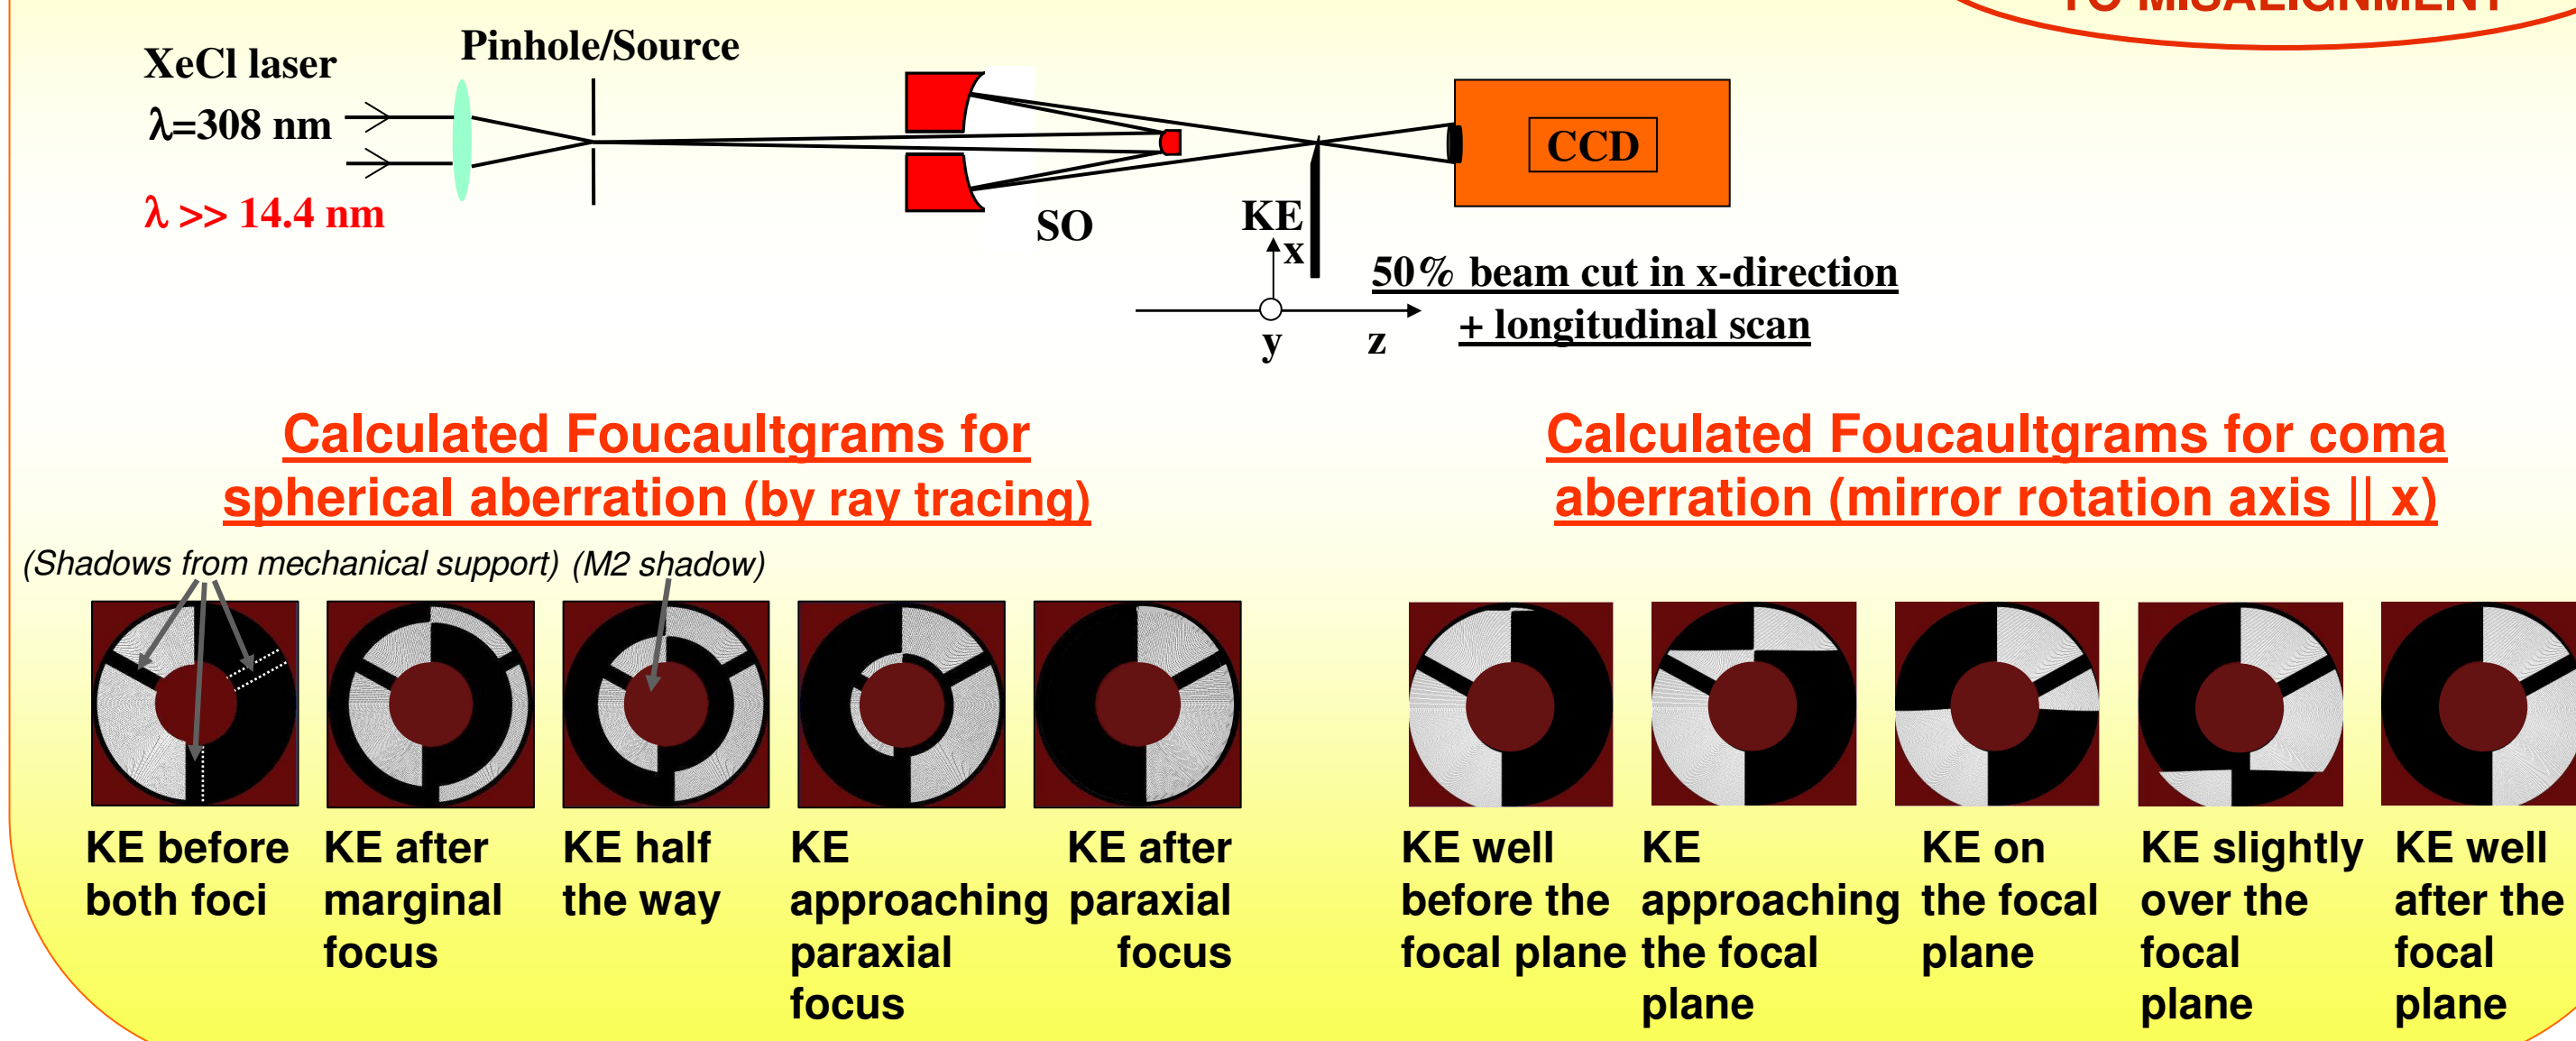 TO MISALIGNMENT
Pinhole/Source
XeCl laser
λ=308 nm
λ >> 14.4 nm
SO
KE
x
y
z
CCD
50% beam cut in x-direction
+ longitudinal scan
Calculated Foucaultgrams for
spherical aberration (by ray tracing)
(Shadows from mechanical support) (M2 shadow)
KE before
both foci
KE after
marginal
focus
KE half
the way
KE
approaching
paraxial
focus
KE after
paraxial
focus
Calculated Foucaultgrams for coma
aberration (mirror rotation axis || x)
KE well
before the
focal plane
KE
approaching
the focal
plane
KE on
the focal
plane
KE slightly
over the
focal
plane
KE well
after the
focal
plane